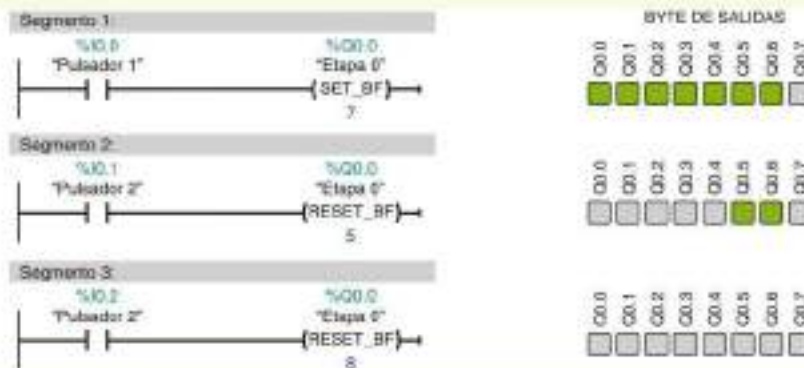 BYTE DE SALIDAS
Segmento 1:
%I0.0 %Q0.0
"Pulsador 1" "Etapa 0"
SET_BF
7
Q0.0 Q0.1 Q0.2 Q0.3 Q0.4 Q0.5 Q0.6 Q0.7
Segmento 2:
%I0.1 %Q0.0
"Pulsador 2" "Etapa 0"
RESET_BF
5
Q0.0 Q0.1 Q0.2 Q0.3 Q0.4 Q0.5 Q0.6 Q0.7
Segmento 3:
%I0.2 %Q0.0
"Pulsador 2" "Etapa 0"
RESET_BF
8
Q0.0 Q0.1 Q0.2 Q0.3 Q0.4 Q0.5 Q0.6 Q0.7